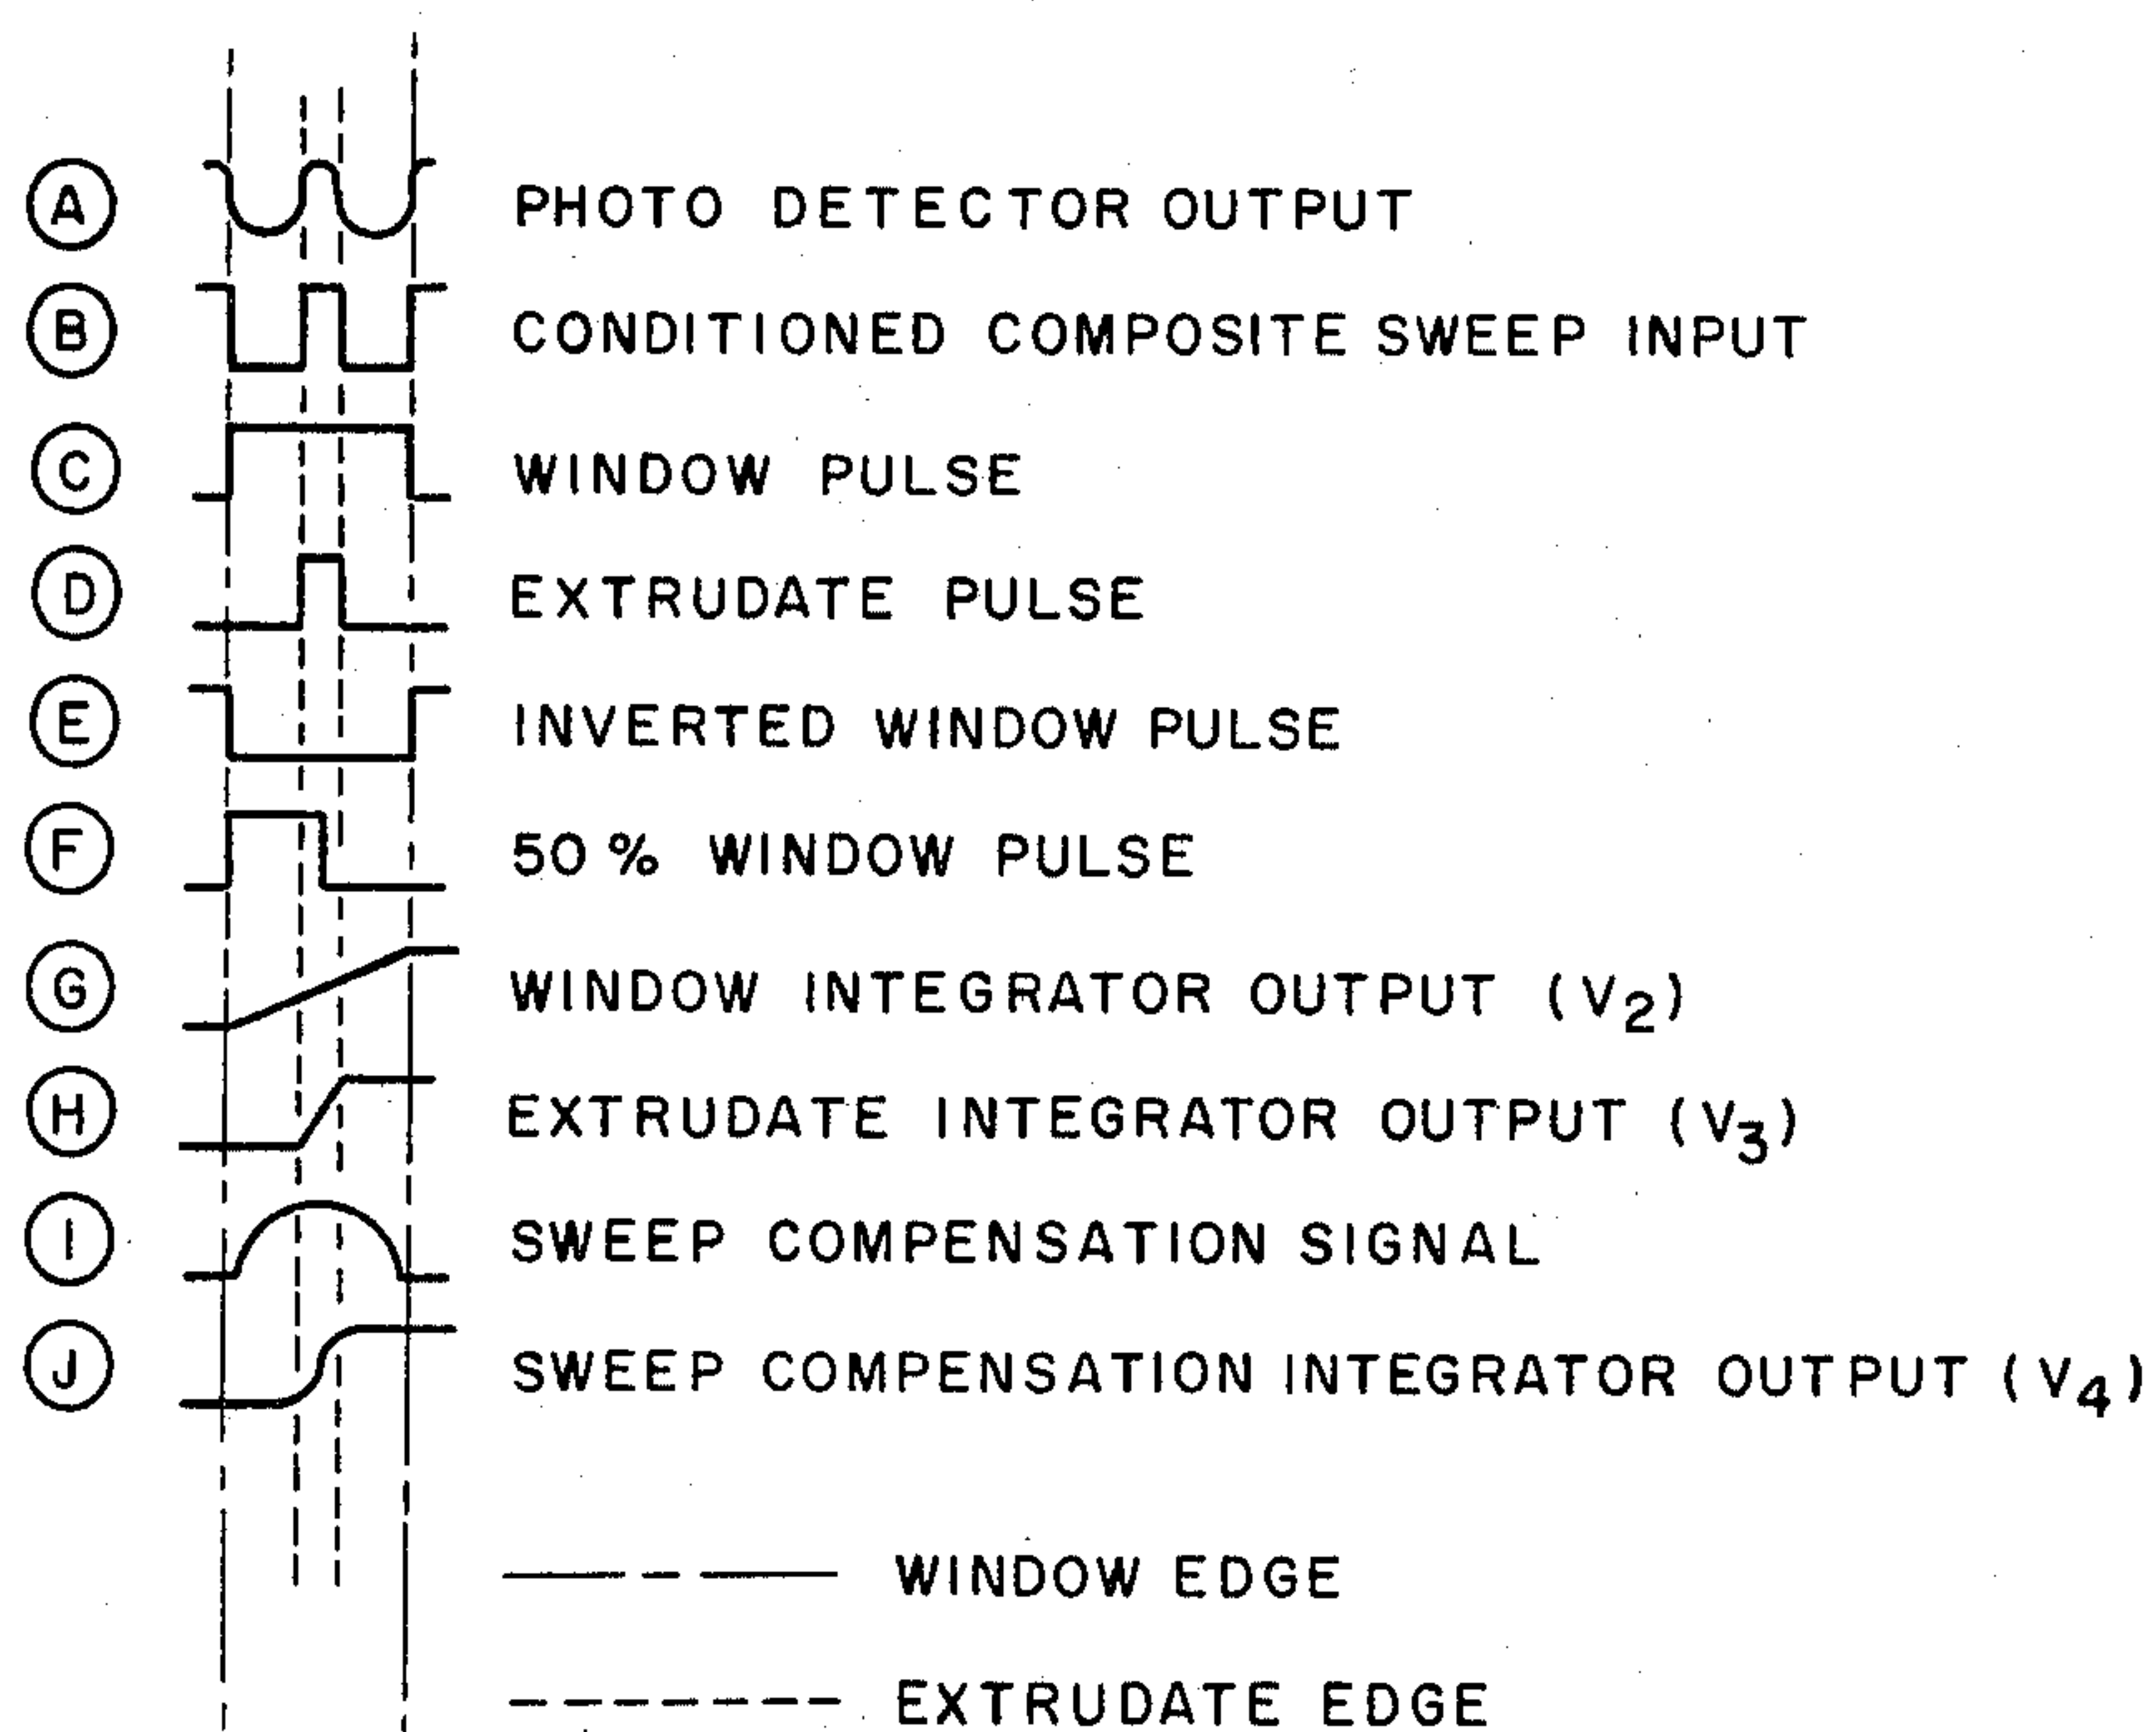 A PHOTO DETECTOR OUTPUT
B CONDITIONED COMPOSITE SWEEP INPUT
C WINDOW PULSE
D EXTRUDATE PULSE
E INVERTED WINDOW PULSE
F 50% WINDOW PULSE
G WINDOW INTEGRATOR OUTPUT (V2)
H EXTRUDATE INTEGRATOR OUTPUT (V3)
I SWEEP COMPENSATION SIGNAL
J SWEEP COMPENSATION INTEGRATOR OUTPUT (V4)
WINDOW EDGE
EXTRUDATE EDGE